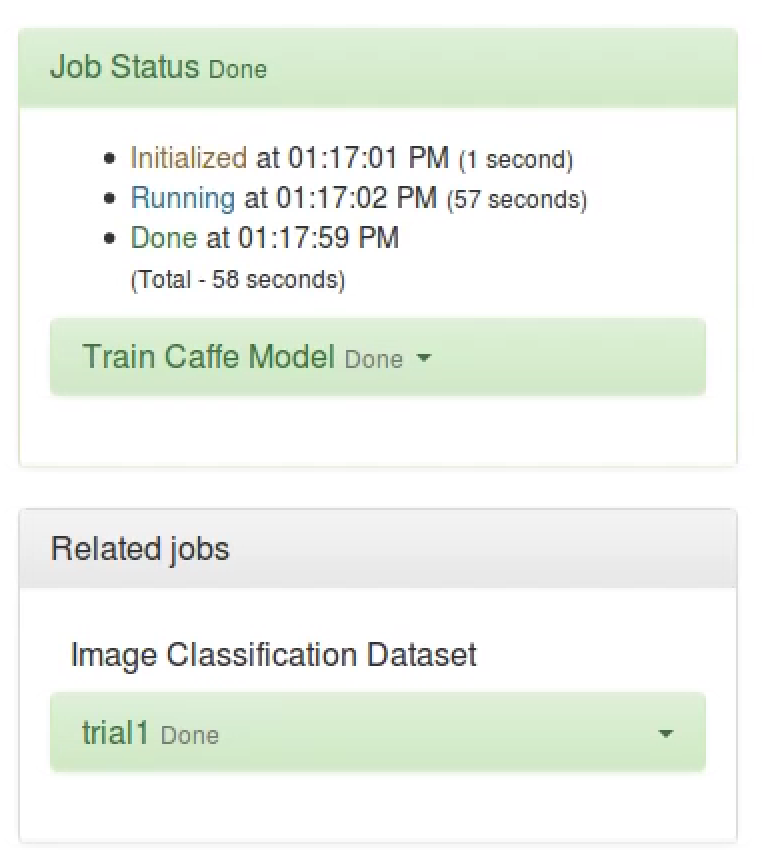 Job Status Done
Initialized at 01:17:01 PM (1 second)
Running at 01:17:02 PM (57 seconds)
Done at 01:17:59 PM
(Total - 58 seconds)
Train Caffe Model Done
Related jobs
Image Classification Dataset
trial1 Done